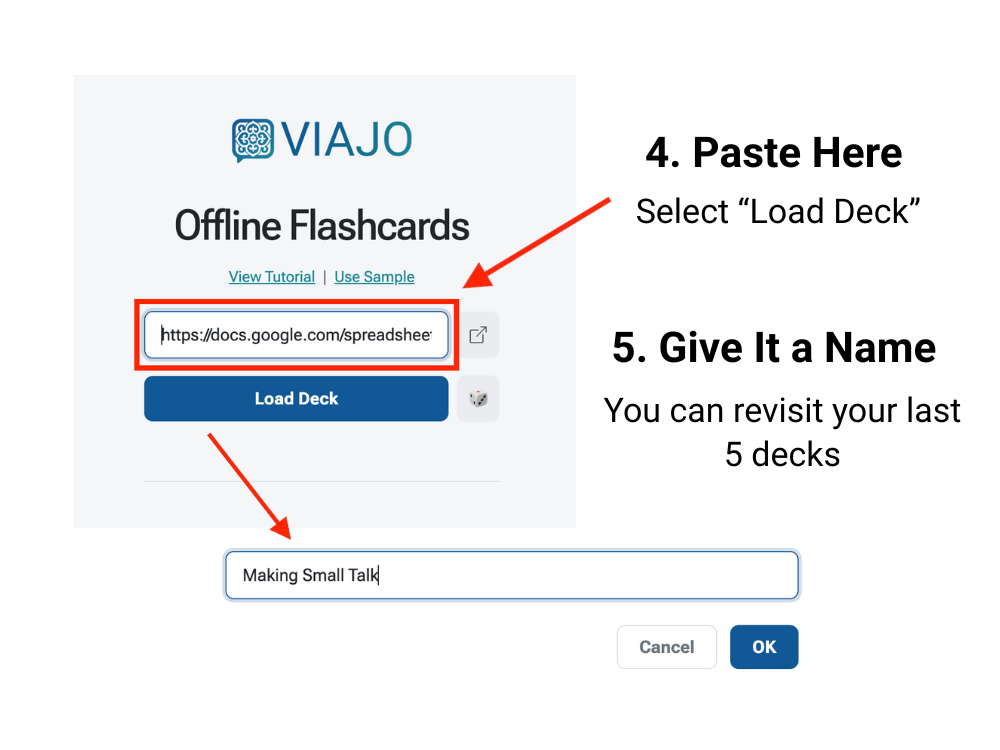 VIAJO
Offline Flashcards
View Tutorial | Use Sample
https://docs.google.com/spreadshee
Load Deck
4. Paste Here
Select “Load Deck”
5. Give It a Name
You can revisit your last
5 decks
Making Small Talk
Cancel
OK